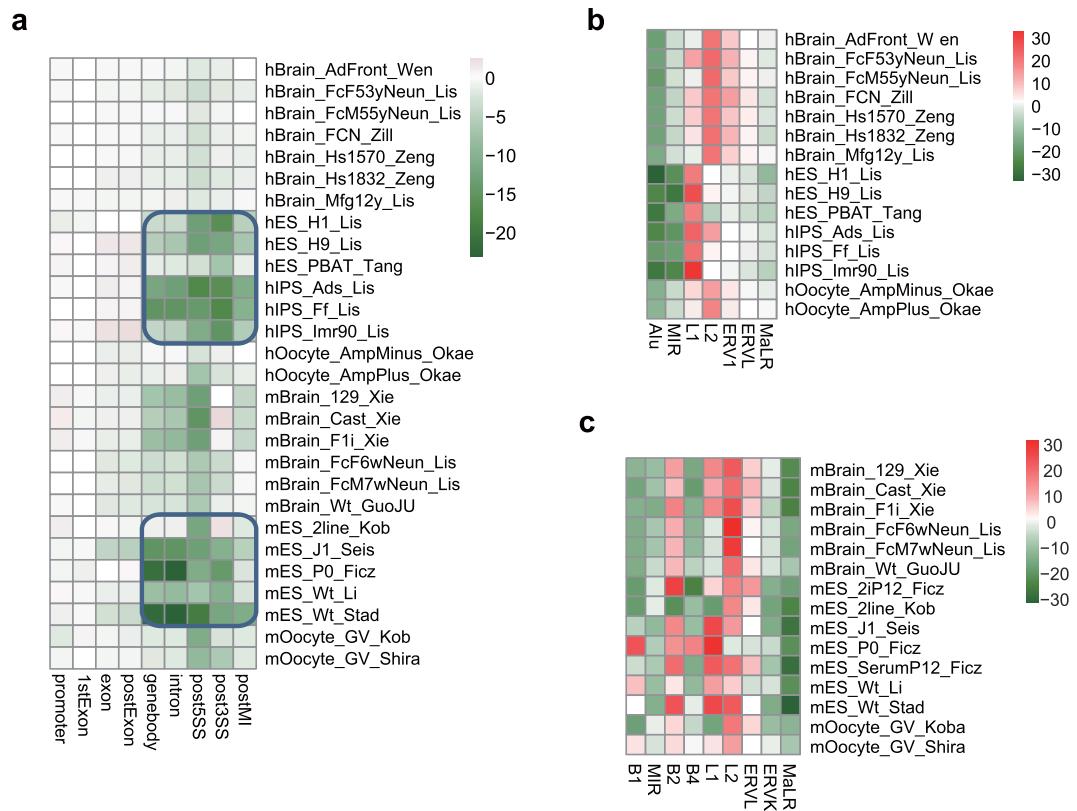 a
hBrain_AdFront_Wen
hBrain_FcF53yNeun_Lis
hBrain_FcM55yNeun_Lis
hBrain_FCN_Zill
hBrain_Hs1570_Zeng
hBrain_Hs1832_Zeng
hBrain_Mfg12y_Lis
hES_H1_Lis
hES_H9_Lis
hES_PBAT_Tang
hIPS_Ads_Lis
hIPS_Ff_Lis
hIPS_Imr90_Lis
hOocyte_AmpMinus_Okae
hOocyte_AmpPlus_Okae
mBrain_129_Xie
mBrain_Cast_Xie
mBrain_F1i_Xie
mBrain_FcF6wNeun_Lis
mBrain_FcM7wNeun_Lis
mBrain_Wt_GuoJU
mES_2line_Kob
mES_J1_Seis
mES_P0_Ficz
mES_Wt_Li
mES_Wt_Stad
mOocyte_GV_Kob
mOocyte_GV_Shira
promoter
1stExon
exon
postExon
genebody
intron
post5SS
post3SS
postMI
0
−5
−10
−15
−20
b
hBrain_AdFront_W en
hBrain_FcF53yNeun_Lis
hBrain_FcM55yNeun_Lis
hBrain_FCN_Zill
hBrain_Hs1570_Zeng
hBrain_Hs1832_Zeng
hBrain_Mfg12y_Lis
hES_H1_Lis
hES_H9_Lis
hES_PBAT_Tang
hIPS_Ads_Lis
hIPS_Ff_Lis
hIPS_Imr90_Lis
hOocyte_AmpMinus_Okae
hOocyte_AmpPlus_Okae
Alu
MIR
L1
L2
ERV1
ERVL
MaLR
30
20
10
0
−10
−20
−30
c
mBrain_129_Xie
mBrain_Cast_Xie
mBrain_F1i_Xie
mBrain_FcF6wNeun_Lis
mBrain_FcM7wNeun_Lis
mBrain_Wt_GuoJU
mES_2iP12_Ficz
mES_2line_Kob
mES_J1_Seis
mES_P0_Ficz
mES_SerumP12_Ficz
mES_Wt_Li
mES_Wt_Stad
mOocyte_GV_Koba
mOocyte_GV_Shira
B1
MIR
B2
B4
L1
L2
ERVL
ERVK
MaLR
30
20
10
0
−10
−20
−30